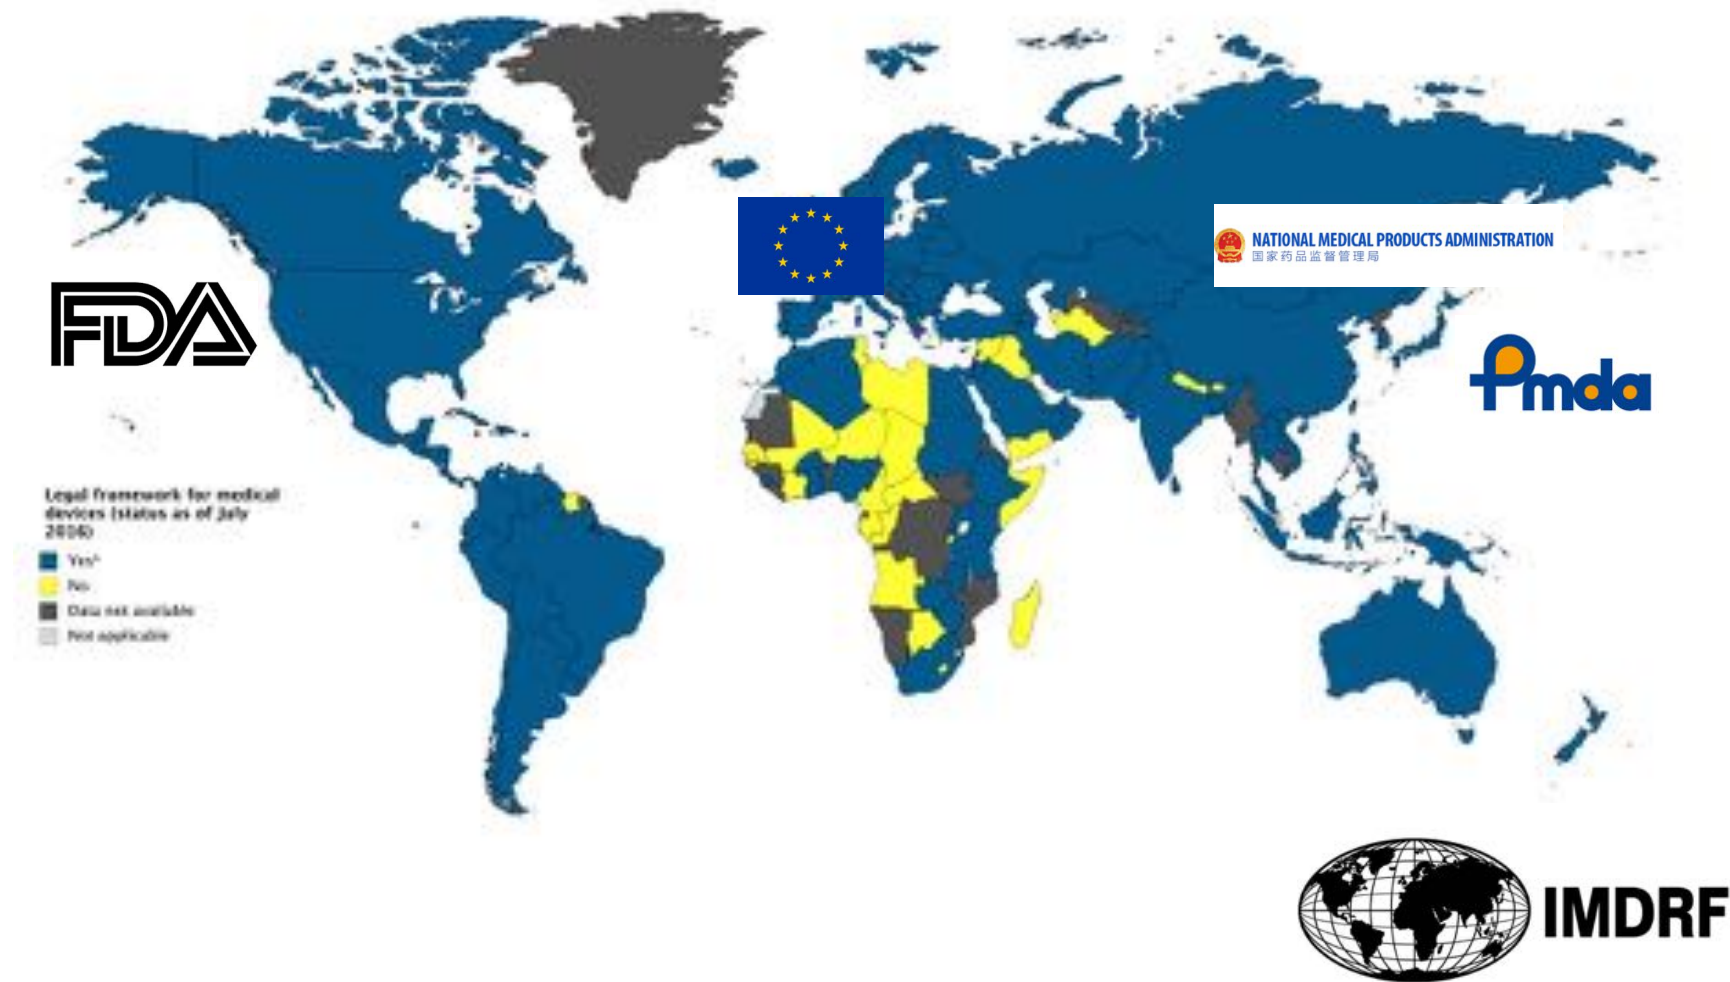 FDA
NATIONAL MEDICAL PRODUCTS ADMINISTRATION
国家药品监督管理局
Pmda
Legal framework for medical
devices (status as of July
2016)
Yes*
No
Data not available
Not applicable
IMDRF